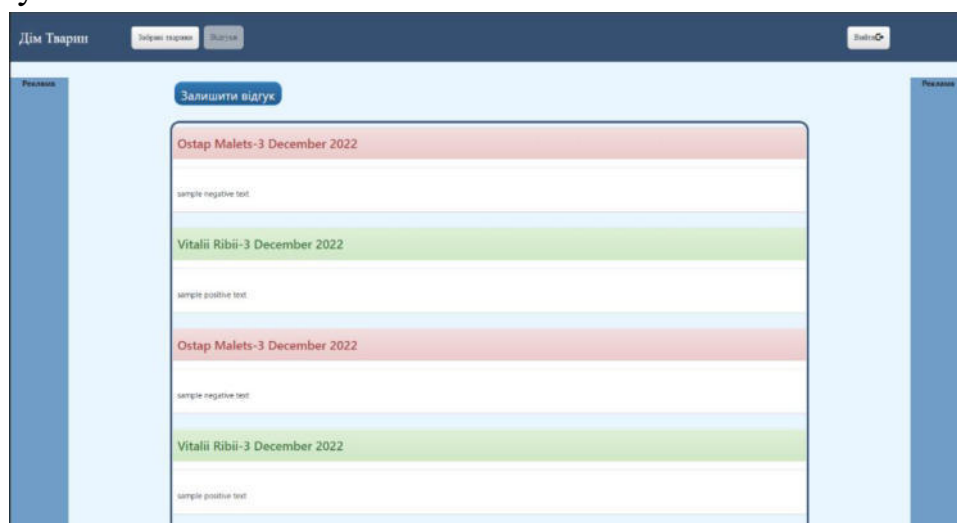 у
Дім Тварин
Забрані тварини
Відгуки
Вийти
Реклама
Реклама
Залишити відгук
Ostap Malets-3 December 2022
sample negative text
Vitalii Ribii-3 December 2022
sample positive text
Ostap Malets-3 December 2022
sample negative text
Vitalii Ribii-3 December 2022
sample positive text